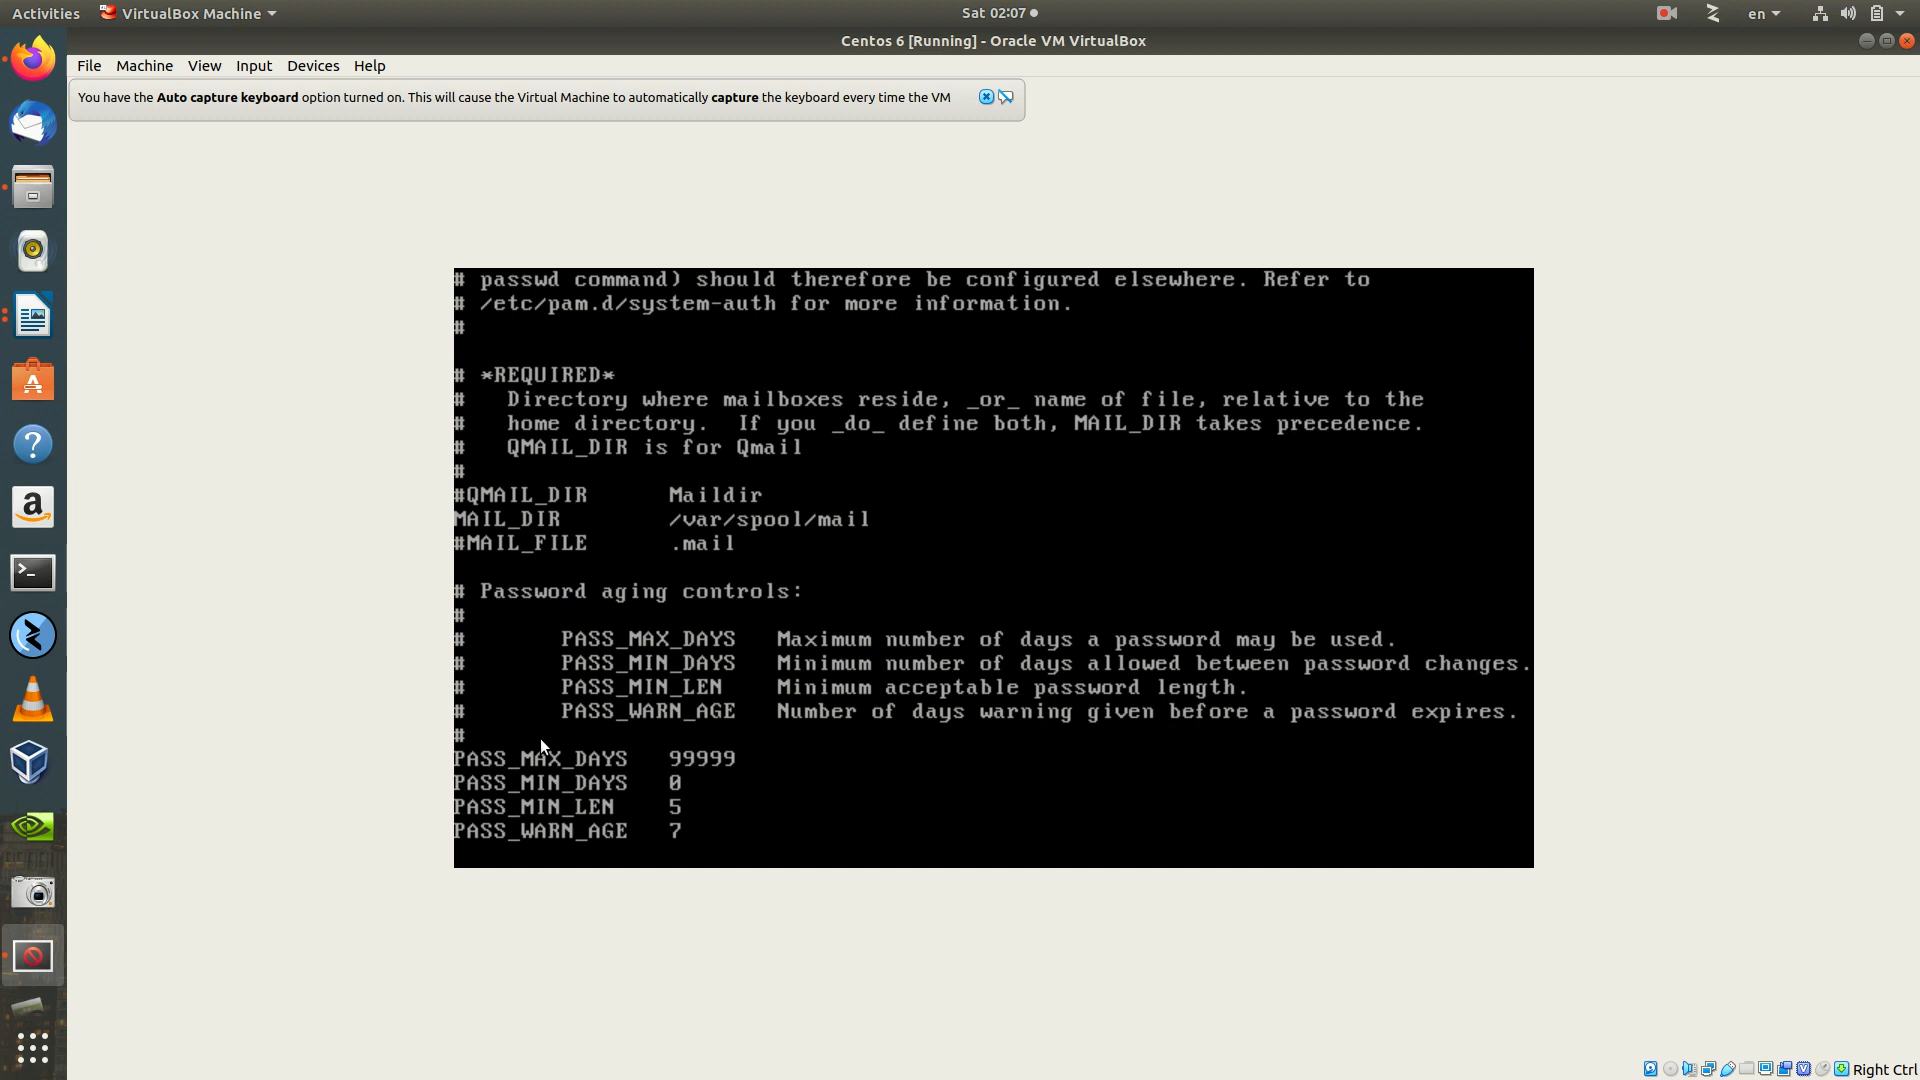 Activities
VirtualBox Machine
Sat 02:07
en
Centos 6 [Running] - Oracle VM VirtualBox
File Machine View Input Devices Help
You have the Auto capture keyboard option turned on. This will cause the Virtual Machine to automatically capture the keyboard every time the VM
# passwd command) should therefore be configured elsewhere. Refer to
# /etc/pam.d/system-auth for more information.
#
# *REQUIRED*
#   Directory where mailboxes reside, _or_ name of file, relative to the
#   home directory.  If you _do_ define both, MAIL_DIR takes precedence.
#   QMAIL_DIR is for Qmail
#
#QMAIL_DIR      Maildir
MAIL_DIR        /var/spool/mail
#MAIL_FILE      .mail
# Password aging controls:
#
#       PASS_MAX_DAYS   Maximum number of days a password may be used.
#       PASS_MIN_DAYS   Minimum number of days allowed between password changes.
#       PASS_MIN_LEN    Minimum acceptable password length.
#       PASS_WARN_AGE   Number of days warning given before a password expires.
#
PASS_MAX_DAYS   99999
PASS_MIN_DAYS   0
PASS_MIN_LEN    5
PASS_WARN_AGE   7
Right Ctrl